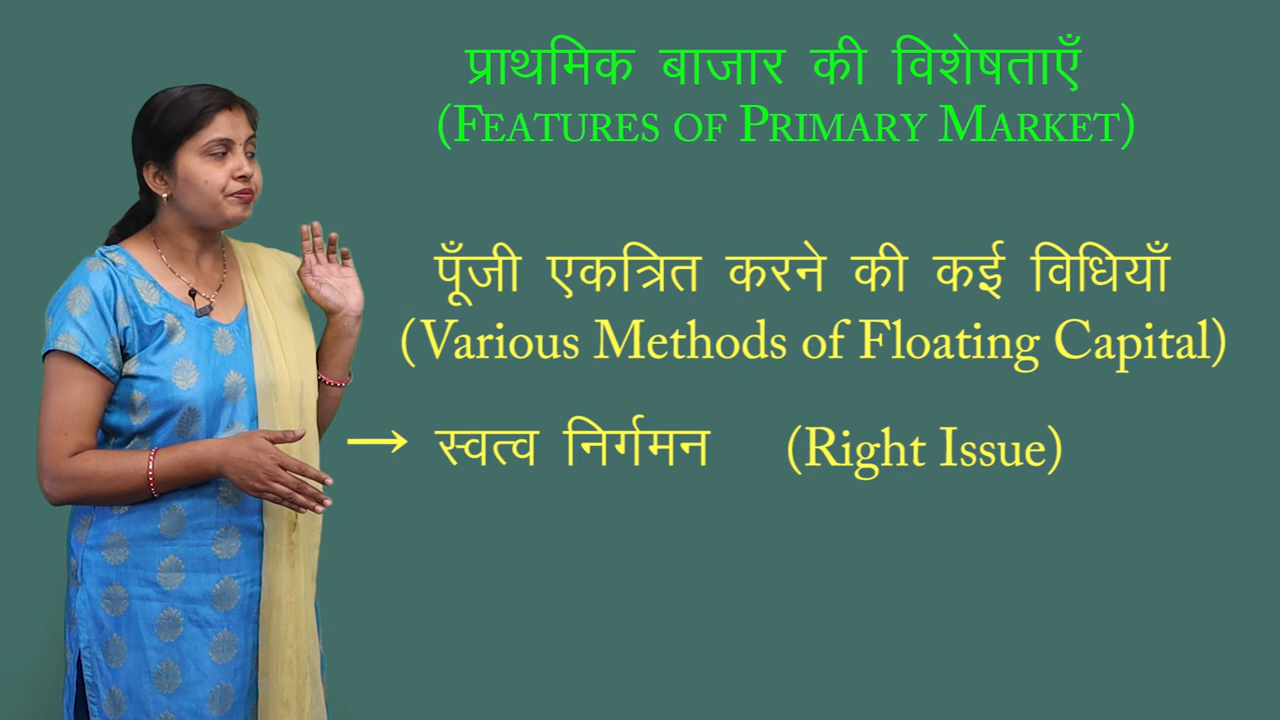 प्राथमिक बाजार की विशेषताएँ
(FEATURES OF PRIMARY MARKET)
पूँजी एकत्रित करने की कई विधियाँ
(Various Methods of Floating Capital)
→ स्वत्व निर्गमन (Right Issue)